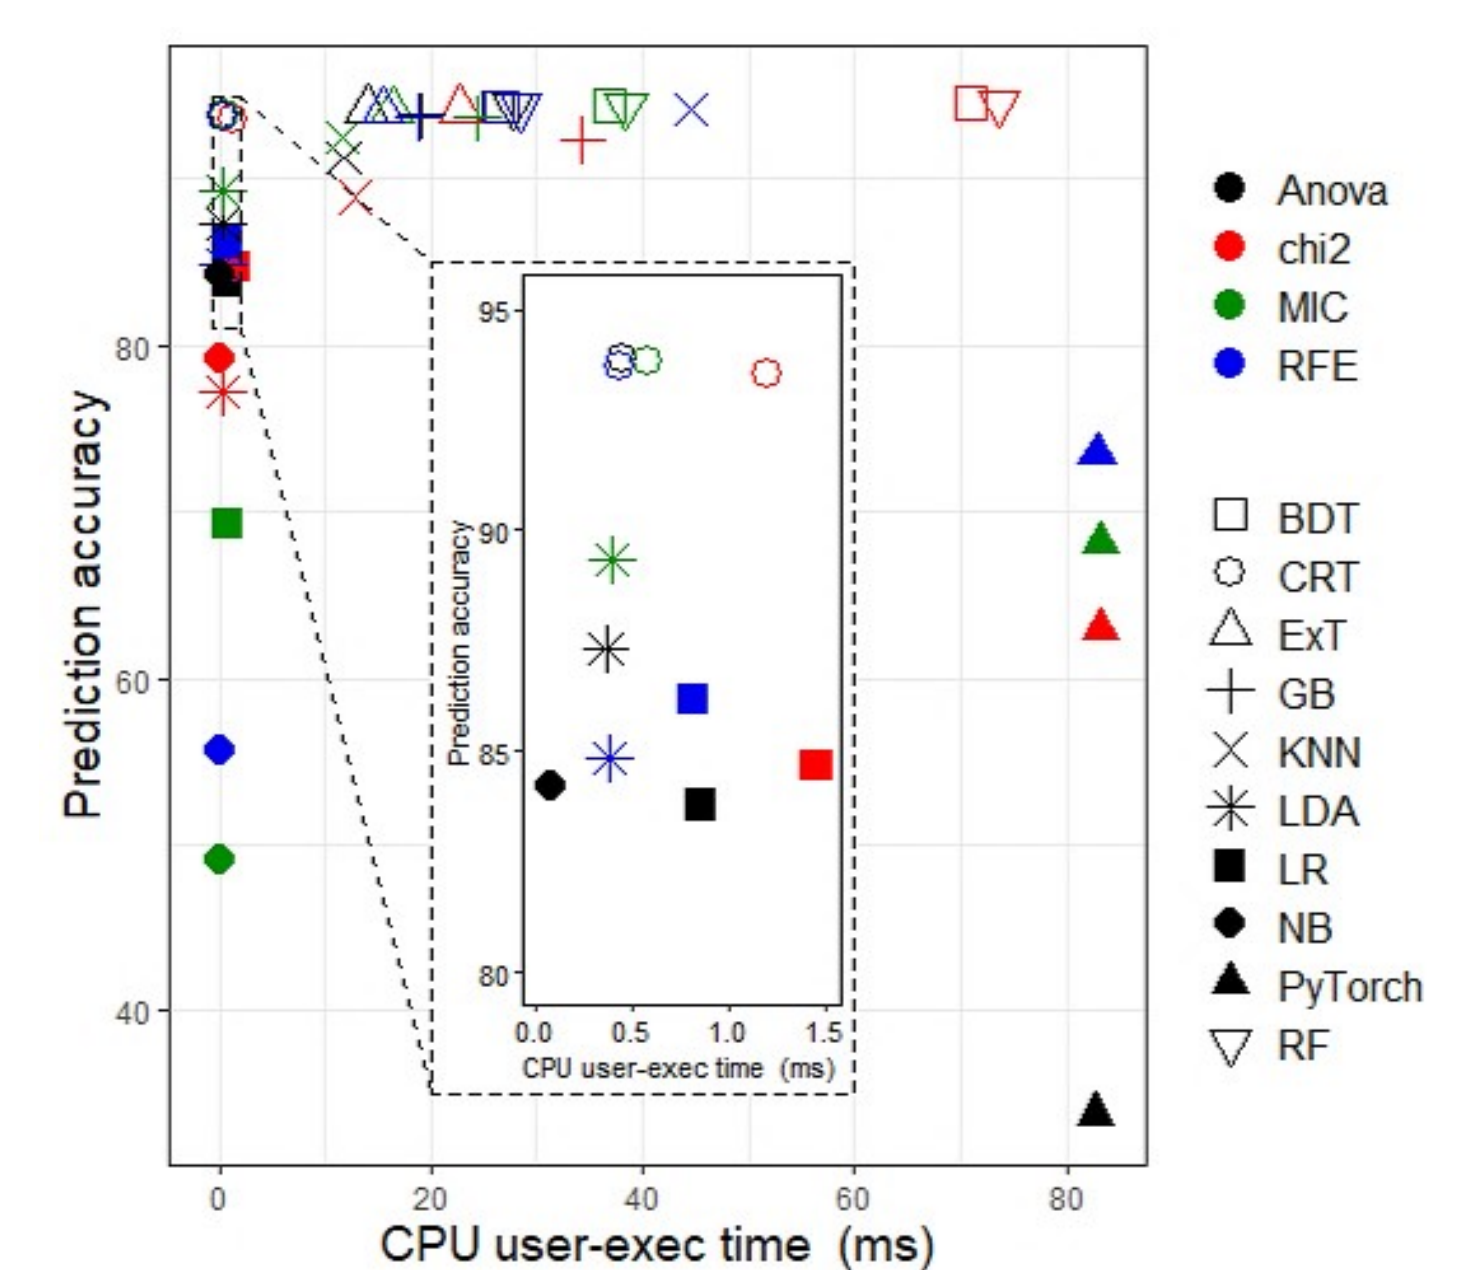 Prediction accuracy
80
60
40
0 20 40 60 80
CPU user-exec time (ms)
Prediction accuracy
95
90
85
80
0.0 0.5 1.0 1.5
CPU user-exec time (ms)
Anova
chi2
MIC
RFE
BDT
CRT
ExT
GB
KNN
LDA
LR
NB
PyTorch
RF